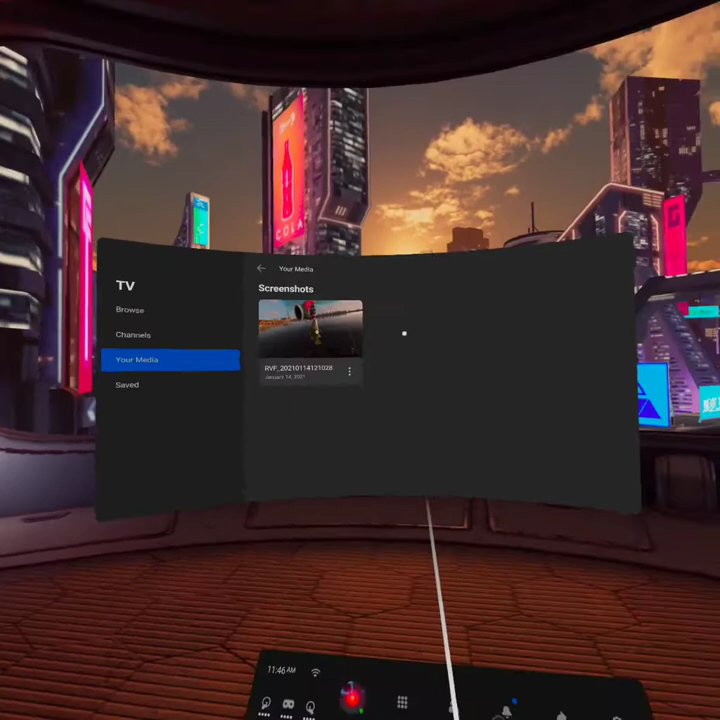 COLA
TV
Browse
Channels
Your Media
Saved
Your Media
Screenshots
RVF_20210114121028
January 14, 2021
11:46 AM